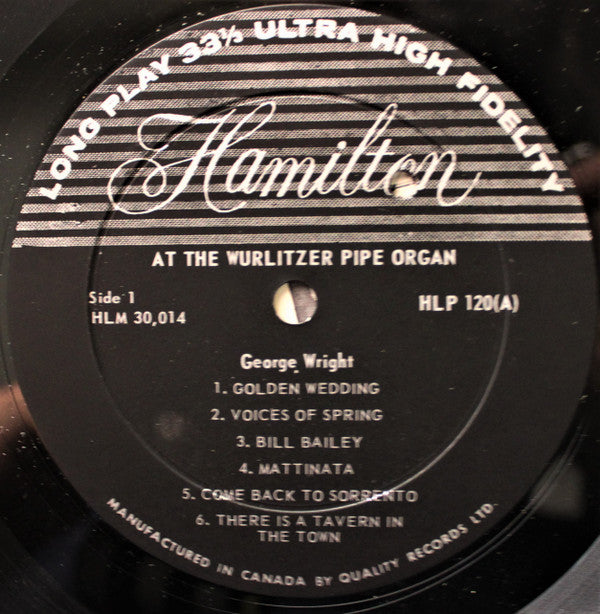 LONG PLAY 33⅓ ULTRA HIGH FIDELITY
Hamilton
AT THE WURLITZER PIPE ORGAN
Side 1
HLM 30,014
HLP 120(A)
George Wright
1. GOLDEN WEDDING
2. VOICES OF SPRING
3. BILL BAILEY
4. MATTINATA
5. COME BACK TO SORRENTO
6. THERE IS A TAVERN IN
THE TOWN
MANUFACTURED IN CANADA BY QUALITY RECORDS LTD.